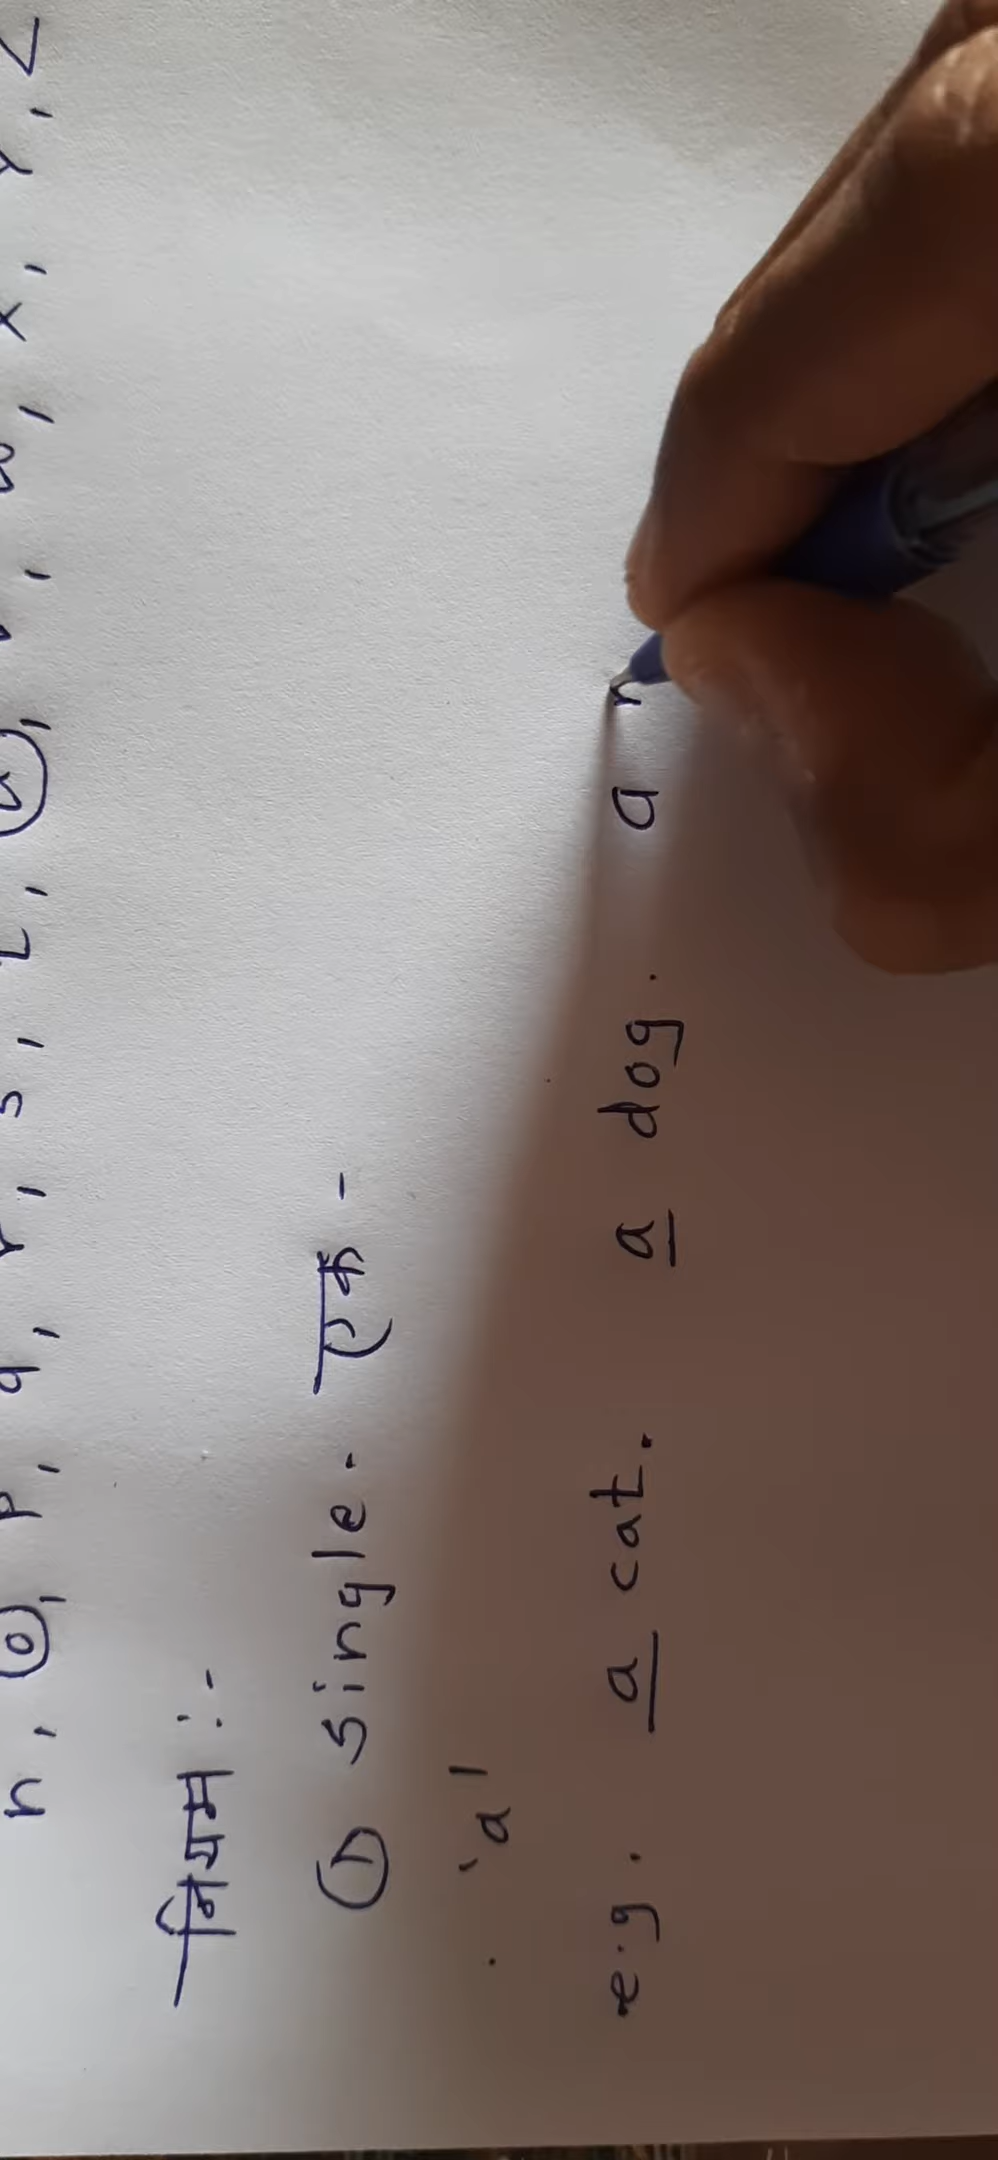 n, o, p, q, r, s, t, u, v, w, x, y, z
नियम :-
① single. एक -
. 'a'
e.g. a cat. a dog. a